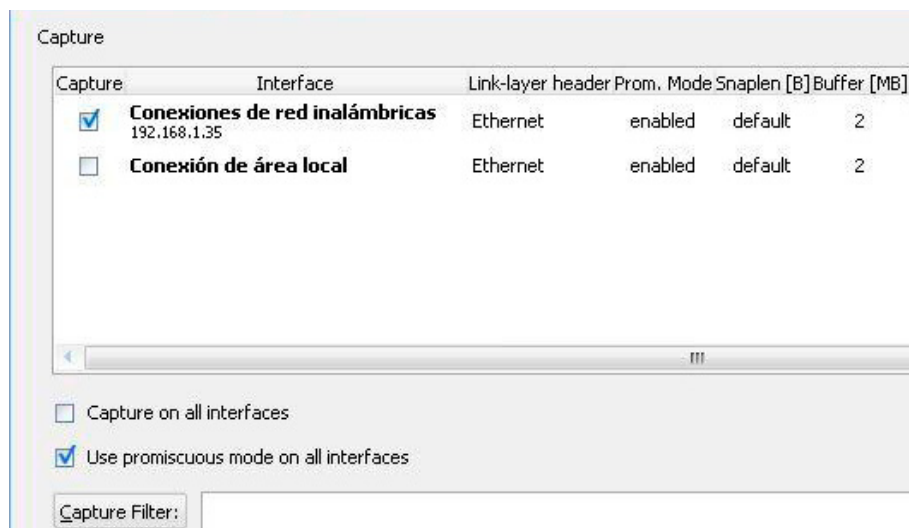 Capture
Capture Interface Link-layer header Prom. Mode Snaplen [B] Buffer [MB]
Conexiones de red inalámbricas Ethernet enabled default 2
192.168.1.35
Conexión de área local Ethernet enabled default 2
Capture on all interfaces
Use promiscuous mode on all interfaces
Capture Filter: